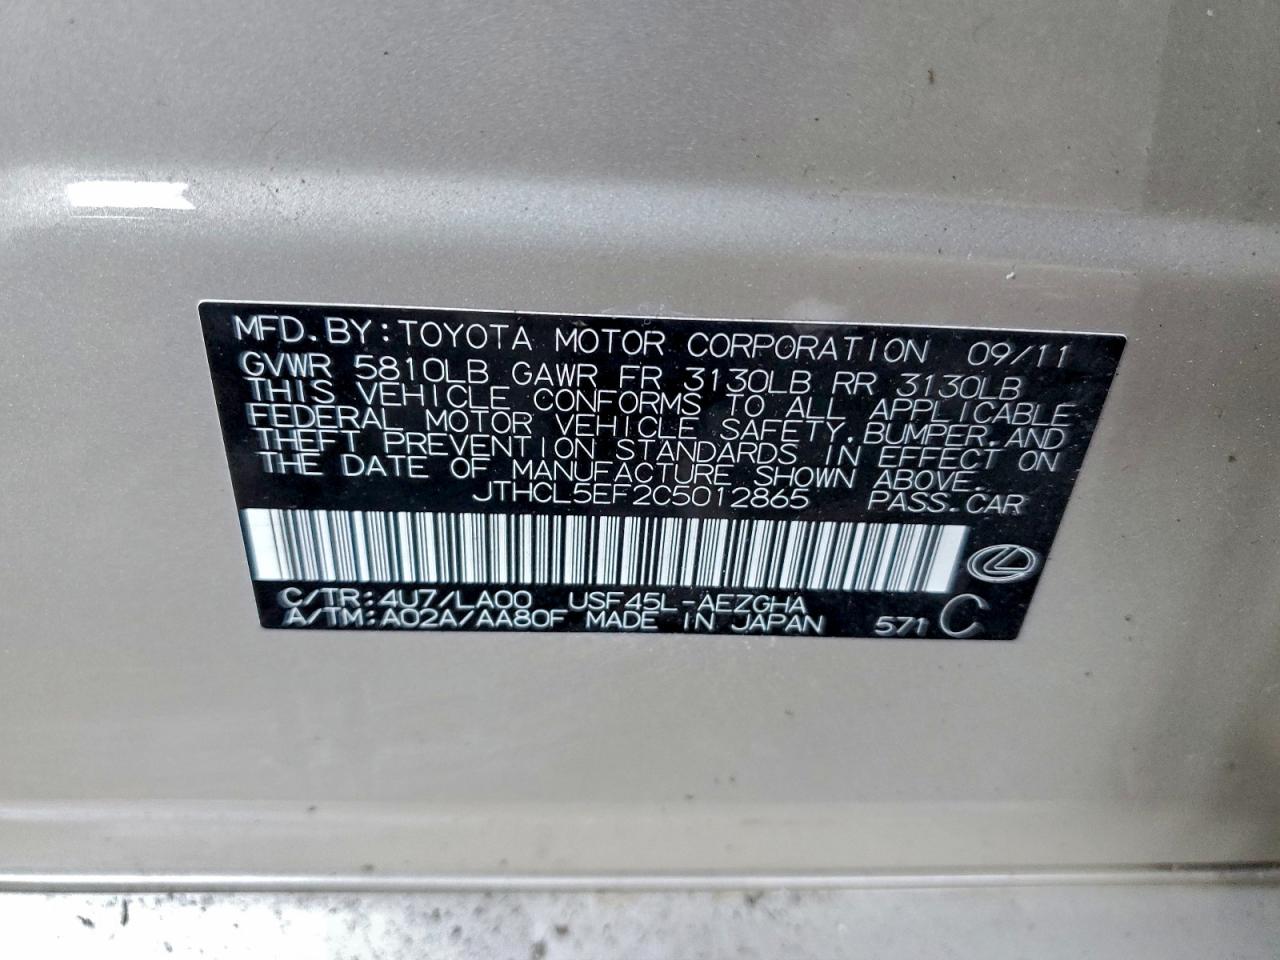 MFD.BY:TOYOTA MOTOR CORPORATION 09/11
GVWR 5810LB GAWR FR 3130LB RR 3130LB
THIS VEHICLE CONFORMS TO ALL APPLICABLE
FEDERAL MOTOR VEHICLE SAFETY,BUMPER,AND
THEFT PREVENTION STANDARDS IN EFFECT ON
THE DATE OF MANUFACTURE SHOWN ABOVE.
JTHCL5EF2C5012865 PASS.CAR
C/TR:4U7/LA00 USF45L-AEZGHA
A/TM:A02A/AA80F MADE IN JAPAN 571 C